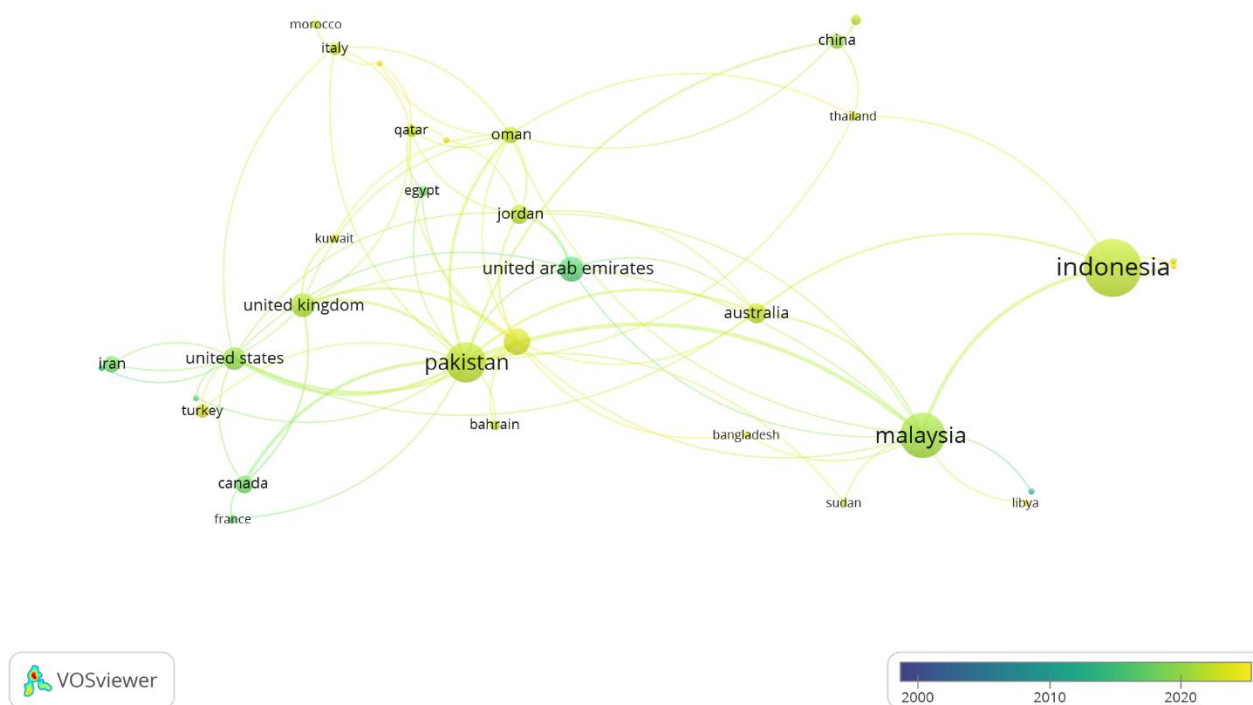 morocco
italy
china
qatar
oman
thailand
egypt
jordan
kuwait
united arab emirates
indonesia
united kingdom
australia
iran
united states
pakistan
turkey
bahrain
bangladesh
malaysia
canada
sudan
libya
france
VOSviewer
2000
2010
2020